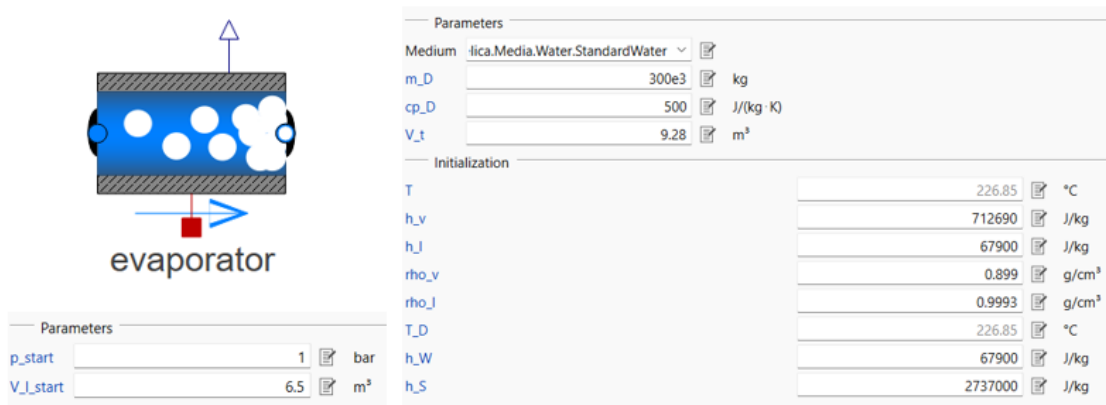 evaporator
Parameters
p_start 1 bar
V_l_start 6.5 m³
Parameters
Medium lica.Media.Water.StandardWater
m_D 300e3 kg
cp_D 500 J/(kg·K)
V_t 9.28 m³
Initialization
T 226.85 °C
h_v 712690 J/kg
h_l 67900 J/kg
rho_v 0.899 g/cm³
rho_l 0.9993 g/cm³
T_D 226.85 °C
h_W 67900 J/kg
h_S 2737000 J/kg